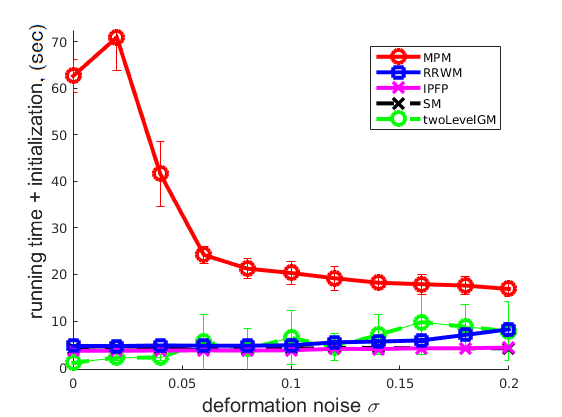 running time + initialization, (sec)
70
60
50
40
30
20
10
0
MPM
RRWM
IPFP
SM
twoLevelGM
0
0.05
0.1
0.15
0.2
deformation noise σ